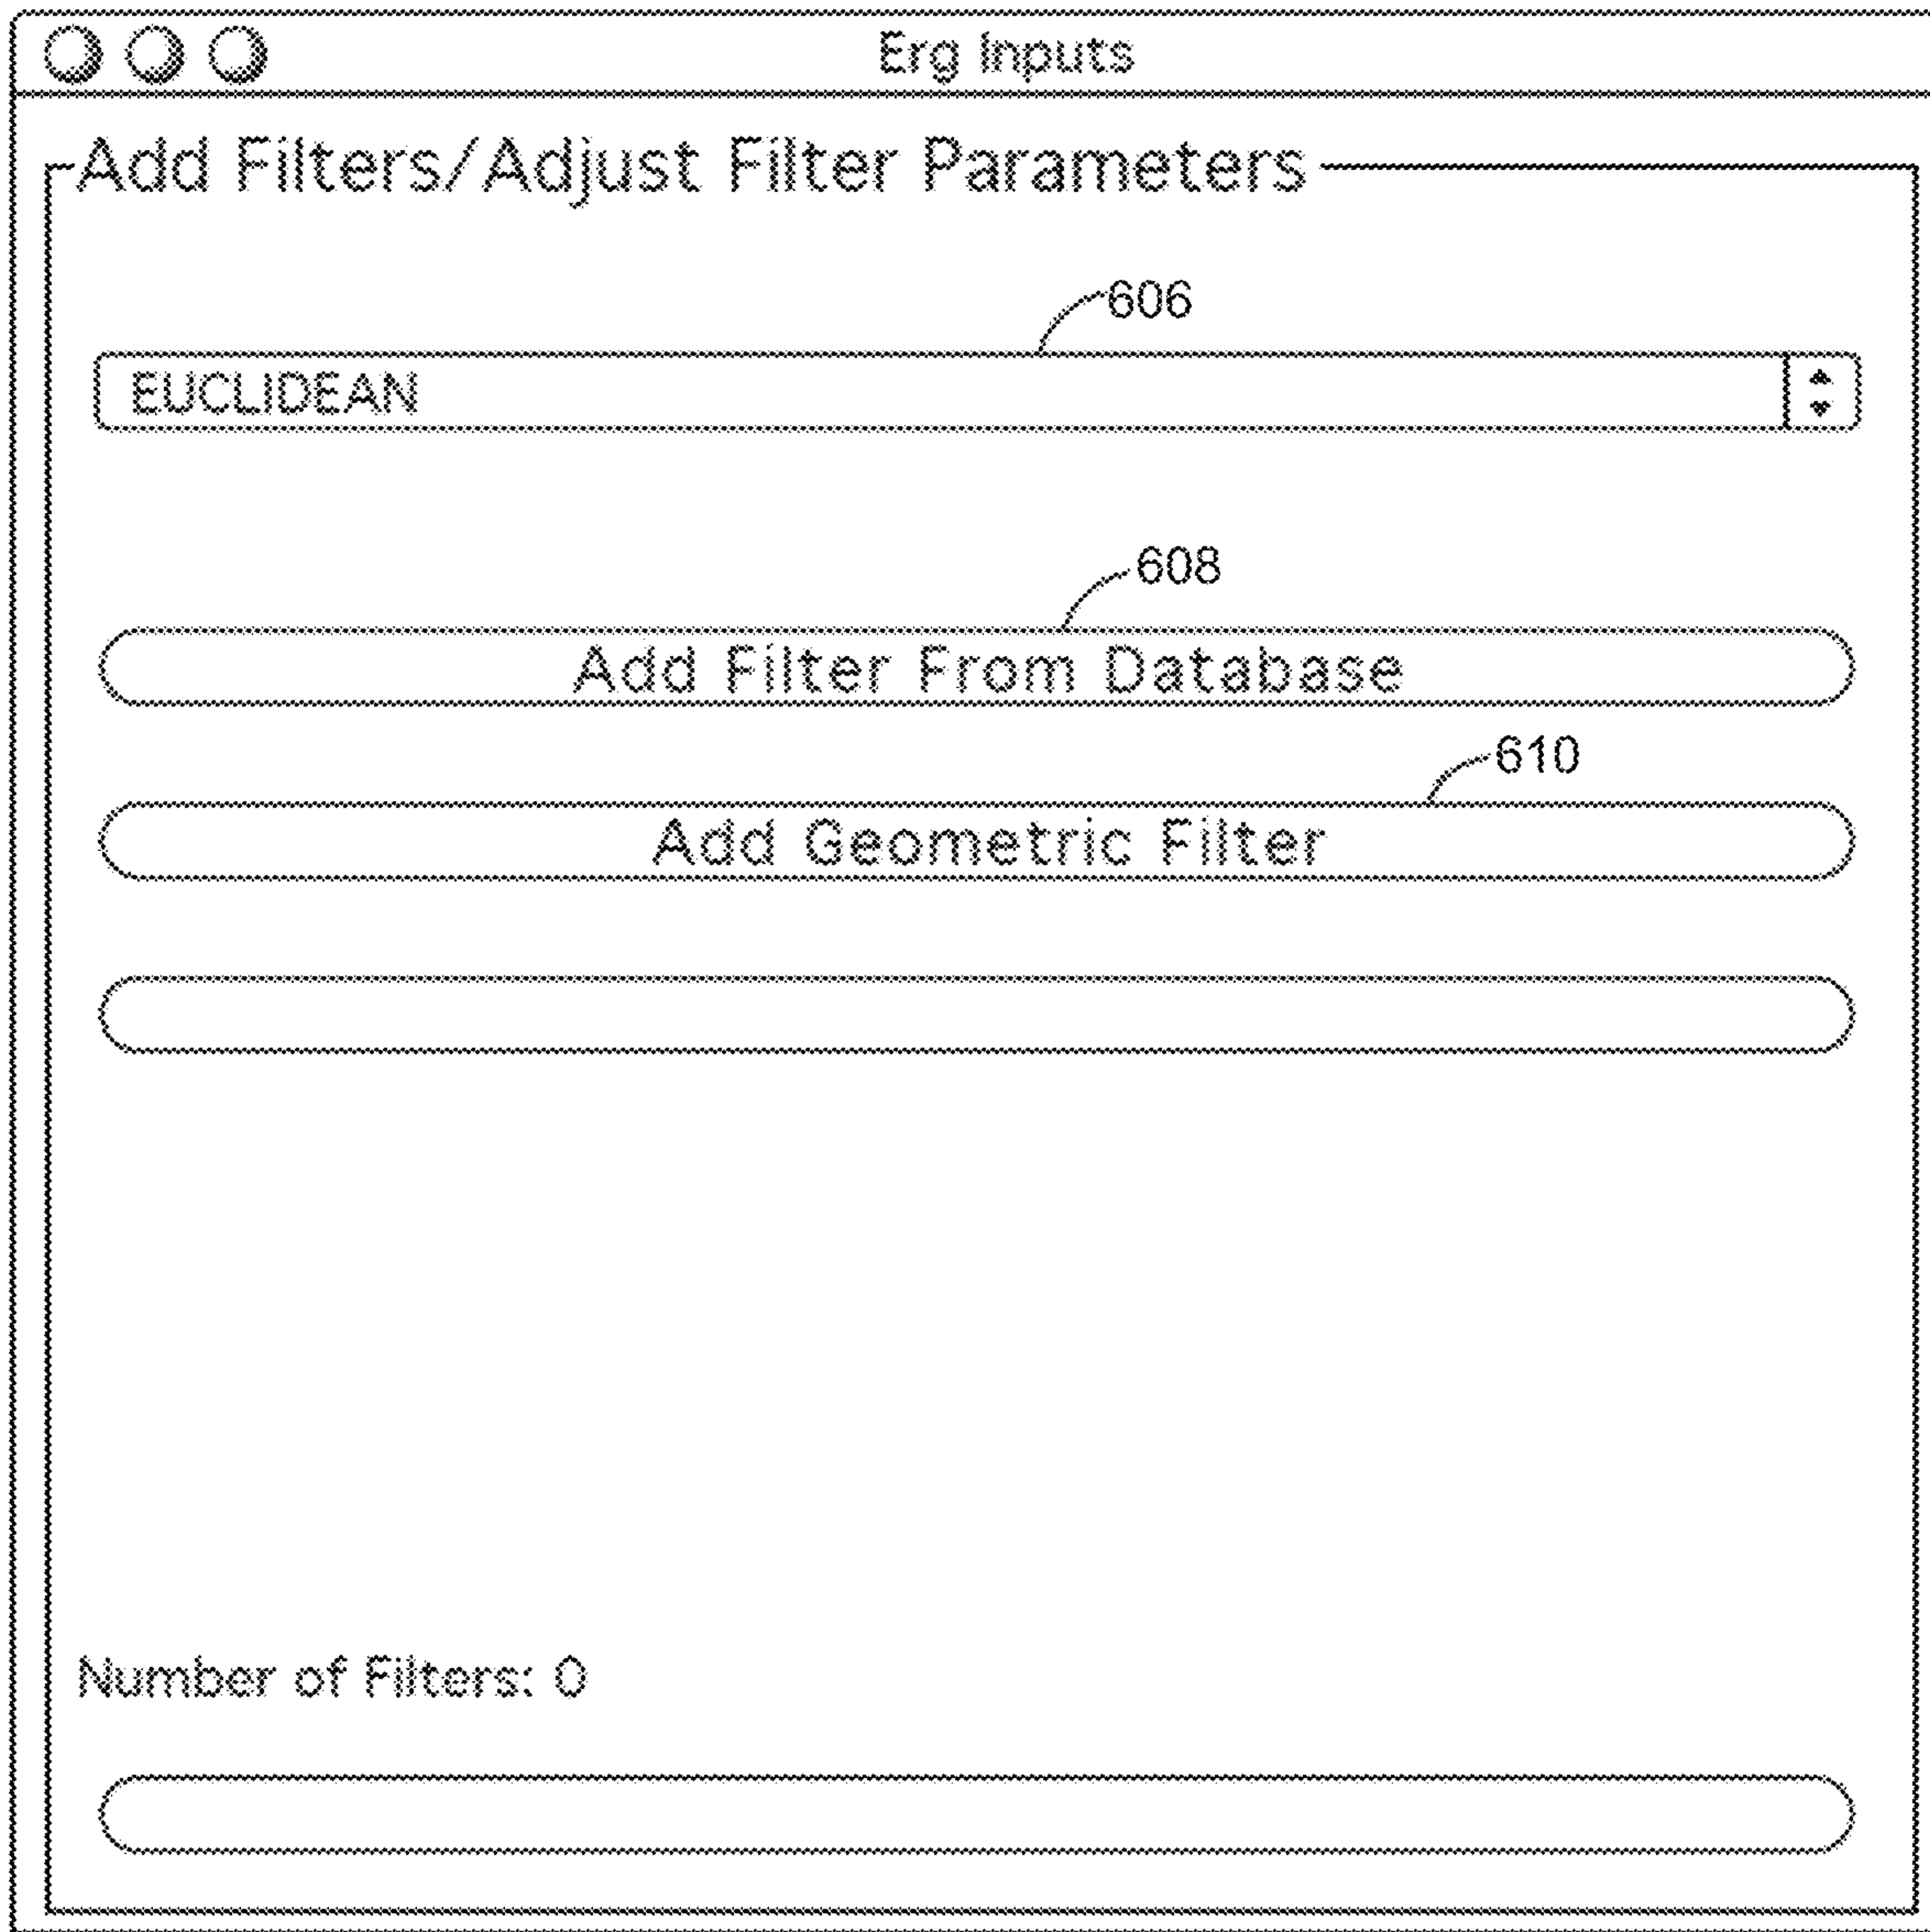 Erg Inputs
Add Filters/Adjust Filter Parameters
606
EUCLIDEAN
608
Add Filter From Database
610
Add Geometric Filter
Number of Filters: 0